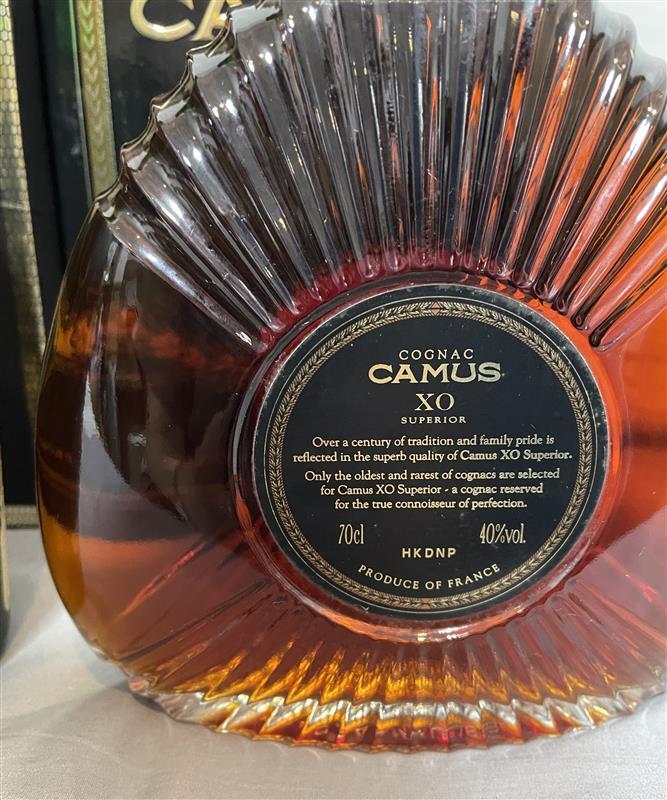 COGNAC
CAMUS
XO
SUPERIOR
Over a century of tradition and family pride is
reflected in the superb quality of Camus XO Superior.
Only the oldest and rarest of cognacs are selected
for Camus XO Superior - a cognac reserved
for the true connoisseur of perfection.
70cl 40%vol.
HKDNP
PRODUCE OF FRANCE